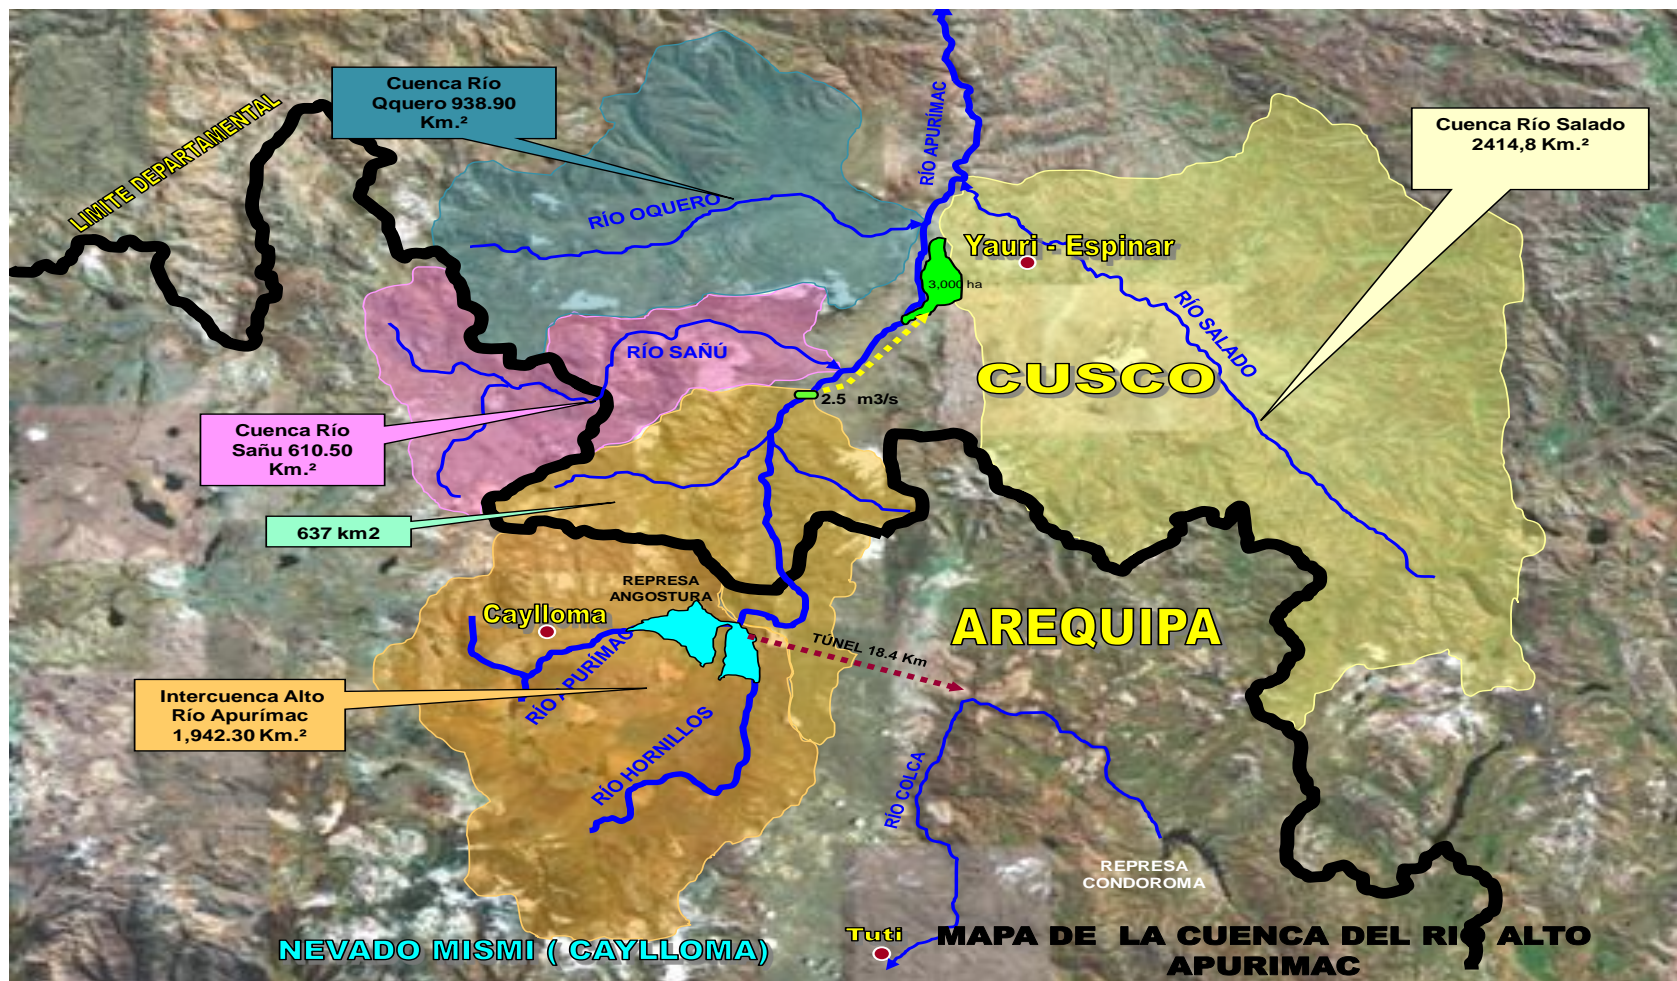 Cuenca Río
Qquero 938.90
Km.²
LIMITE DEPARTAMENTAL
RÍO APURÍMAC
Cuenca Río Salado
2414,8 Km.²
RÍO OQUERO
Yauri - Espinar
3,000 ha
RÍO SALADO
RÍO SAÑÚ
CUSCO
2.5 m3/s
Cuenca Río
Sañu 610.50
Km.²
637 km2
REPRESA
ANGOSTURA
Caylloma
AREQUIPA
TÚNEL 18.4 Km
RÍO APURÍMAC
Intercuenca Alto
Río Apurímac
1,942.30 Km.²
RÍO HORNILLOS
RÍO COLCA
REPRESA
CONDOROMA
Tuti
NEVADO MISMI ( CAYLLOMA)
MAPA DE LA CUENCA DEL RIO ALTO
APURIMAC